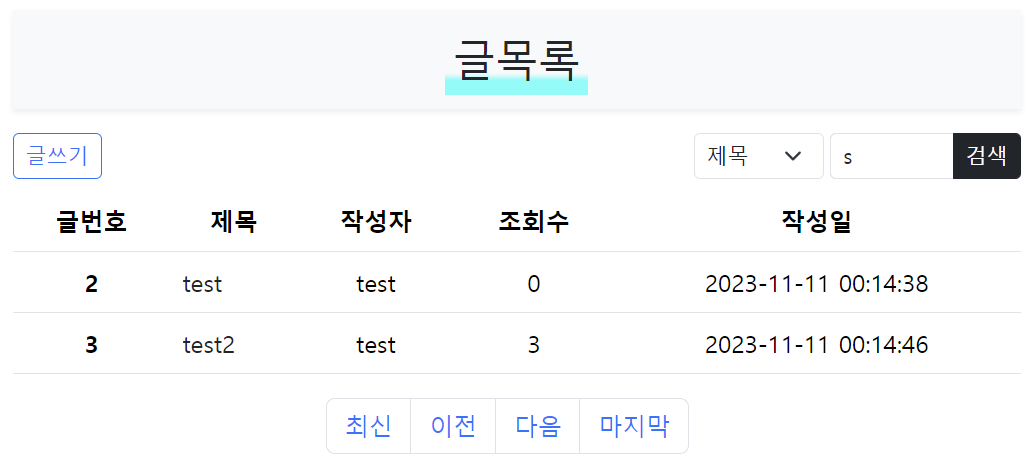 글목록
글쓰기 제목 s 검색
글번호 제목 작성자 조회수 작성일
2 test test 0 2023-11-11 00:14:38
3 test2 test 3 2023-11-11 00:14:46
최신 이전 다음 마지막